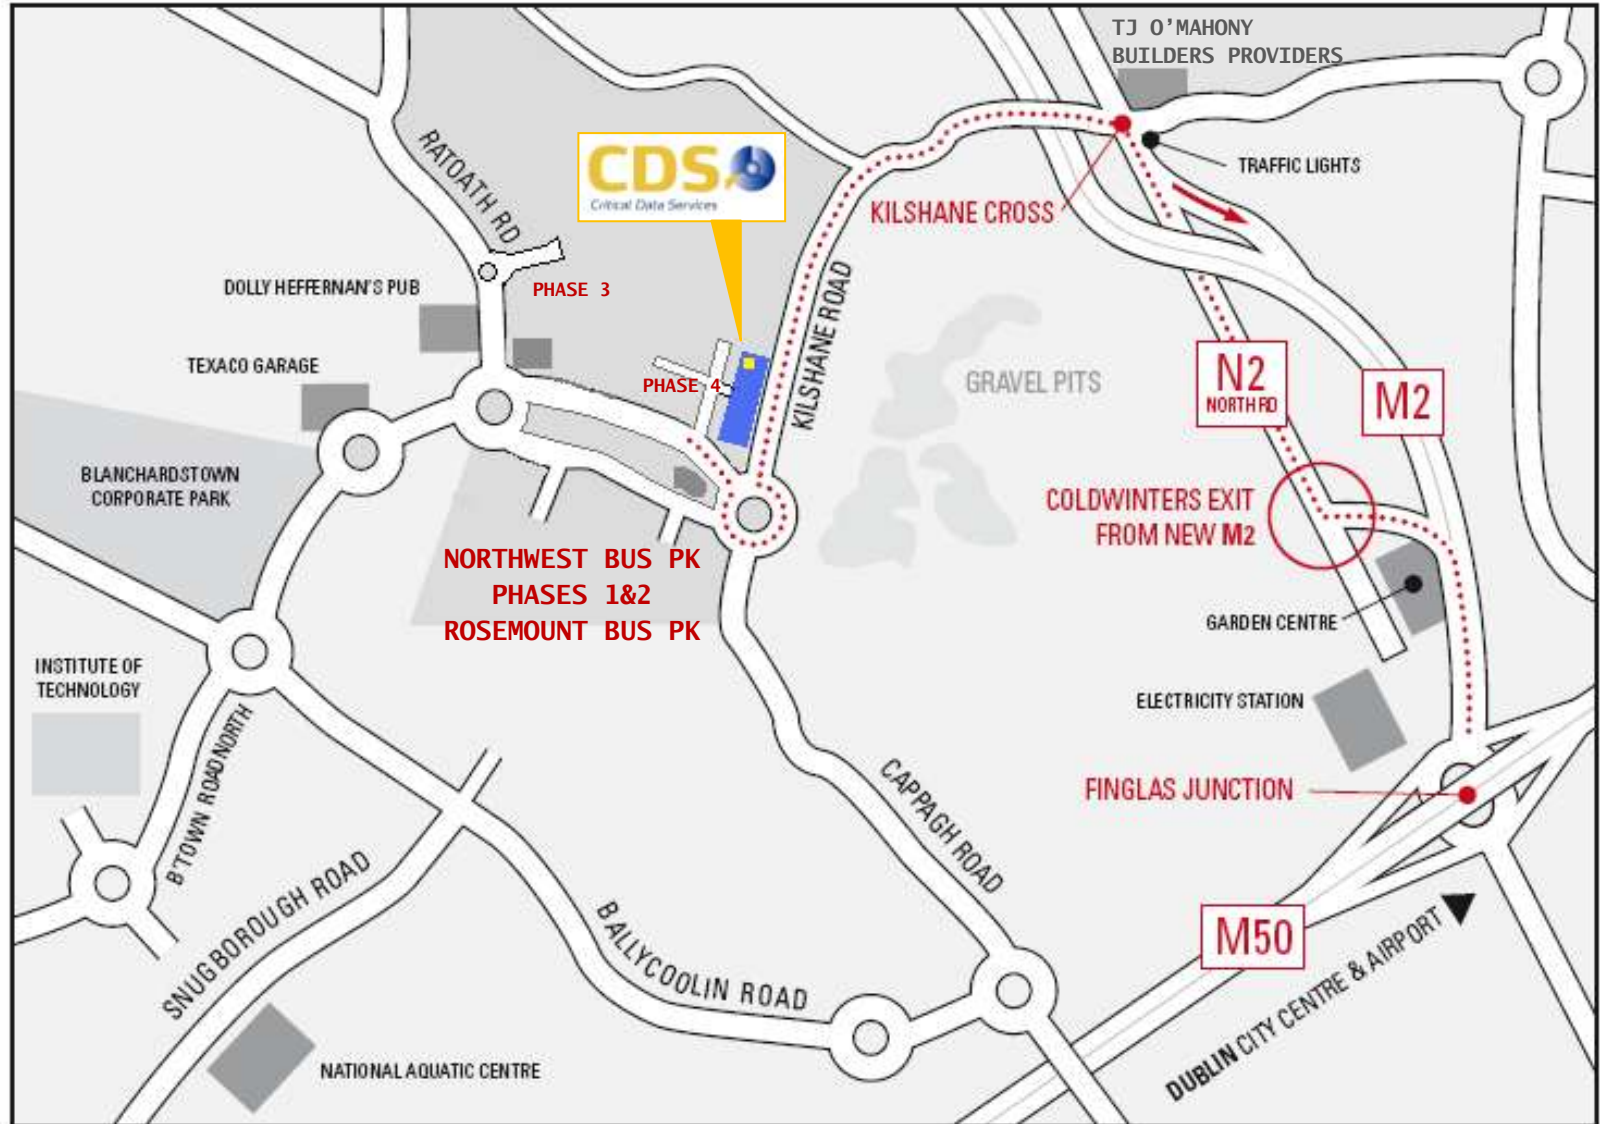 TJ O'MAHONY
BUILDERS PROVIDERS
RATOATH RD
CDS
Critical Data Services
TRAFFIC LIGHTS
KILSHANE CROSS
DOLLY HEFFERNAN'S PUB
PHASE 3
KILSHANE ROAD
TEXACO GARAGE
PHASE 4
GRAVEL PITS
N2
NORTH RD
M2
BLANCHARDSTOWN
CORPORATE PARK
COLDWINTERS EXIT
FROM NEW M2
NORTHWEST BUS PK
PHASES 1&2
ROSEMOUNT BUS PK
GARDEN CENTRE
INSTITUTE OF
TECHNOLOGY
ELECTRICITY STATION
B'TOWN ROAD NORTH
FINGLAS JUNCTION
CAPPAGH ROAD
SNUGBOROUGH ROAD
BALLYCOOLIN ROAD
M50
DUBLIN CITY CENTRE & AIRPORT
NATIONAL AQUATIC CENTRE